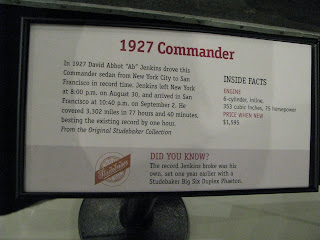 1927 Commander
In 1927 David Abbot "Ab" Jenkins drove this
Commander sedan from New York City to San
Francisco in record time. Jenkins left New York
at 8:00 p.m. on August 30, and arrived in San
Francisco at 10:40 p.m. on September 2. He
covered 3,302 miles in 77 hours and 40 minutes,
besting the existing record by one hour.
From the Original Studebaker Collection
INSIDE FACTS
ENGINE
6-cylinder, inline,
353 cubic inches, 75 horsepower
PRICE WHEN NEW
$1,595
Studebaker
DID YOU KNOW?
The record Jenkins broke was his
own, set one year earlier with a
Studebaker Big Six Duplex Phaeton.